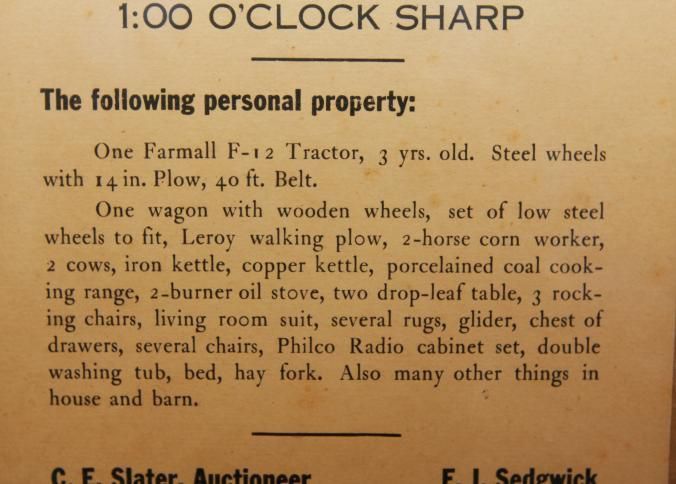 1:00 O'CLOCK SHARP
The following personal property:
One Farmall F-12 Tractor, 3 yrs. old. Steel wheels
with 14 in. Plow, 40 ft. Belt.
One wagon with wooden wheels, set of low steel
wheels to fit, Leroy walking plow, 2-horse corn worker,
2 cows, iron kettle, copper kettle, porcelained coal cook-
ing range, 2-burner oil stove, two drop-leaf table, 3 rock-
ing chairs, living room suit, several rugs, glider, chest of
drawers, several chairs, Philco Radio cabinet set, double
washing tub, bed, hay fork. Also many other things in
house and barn.
C. E. Slater, Auctioneer E. J. Sedgwick